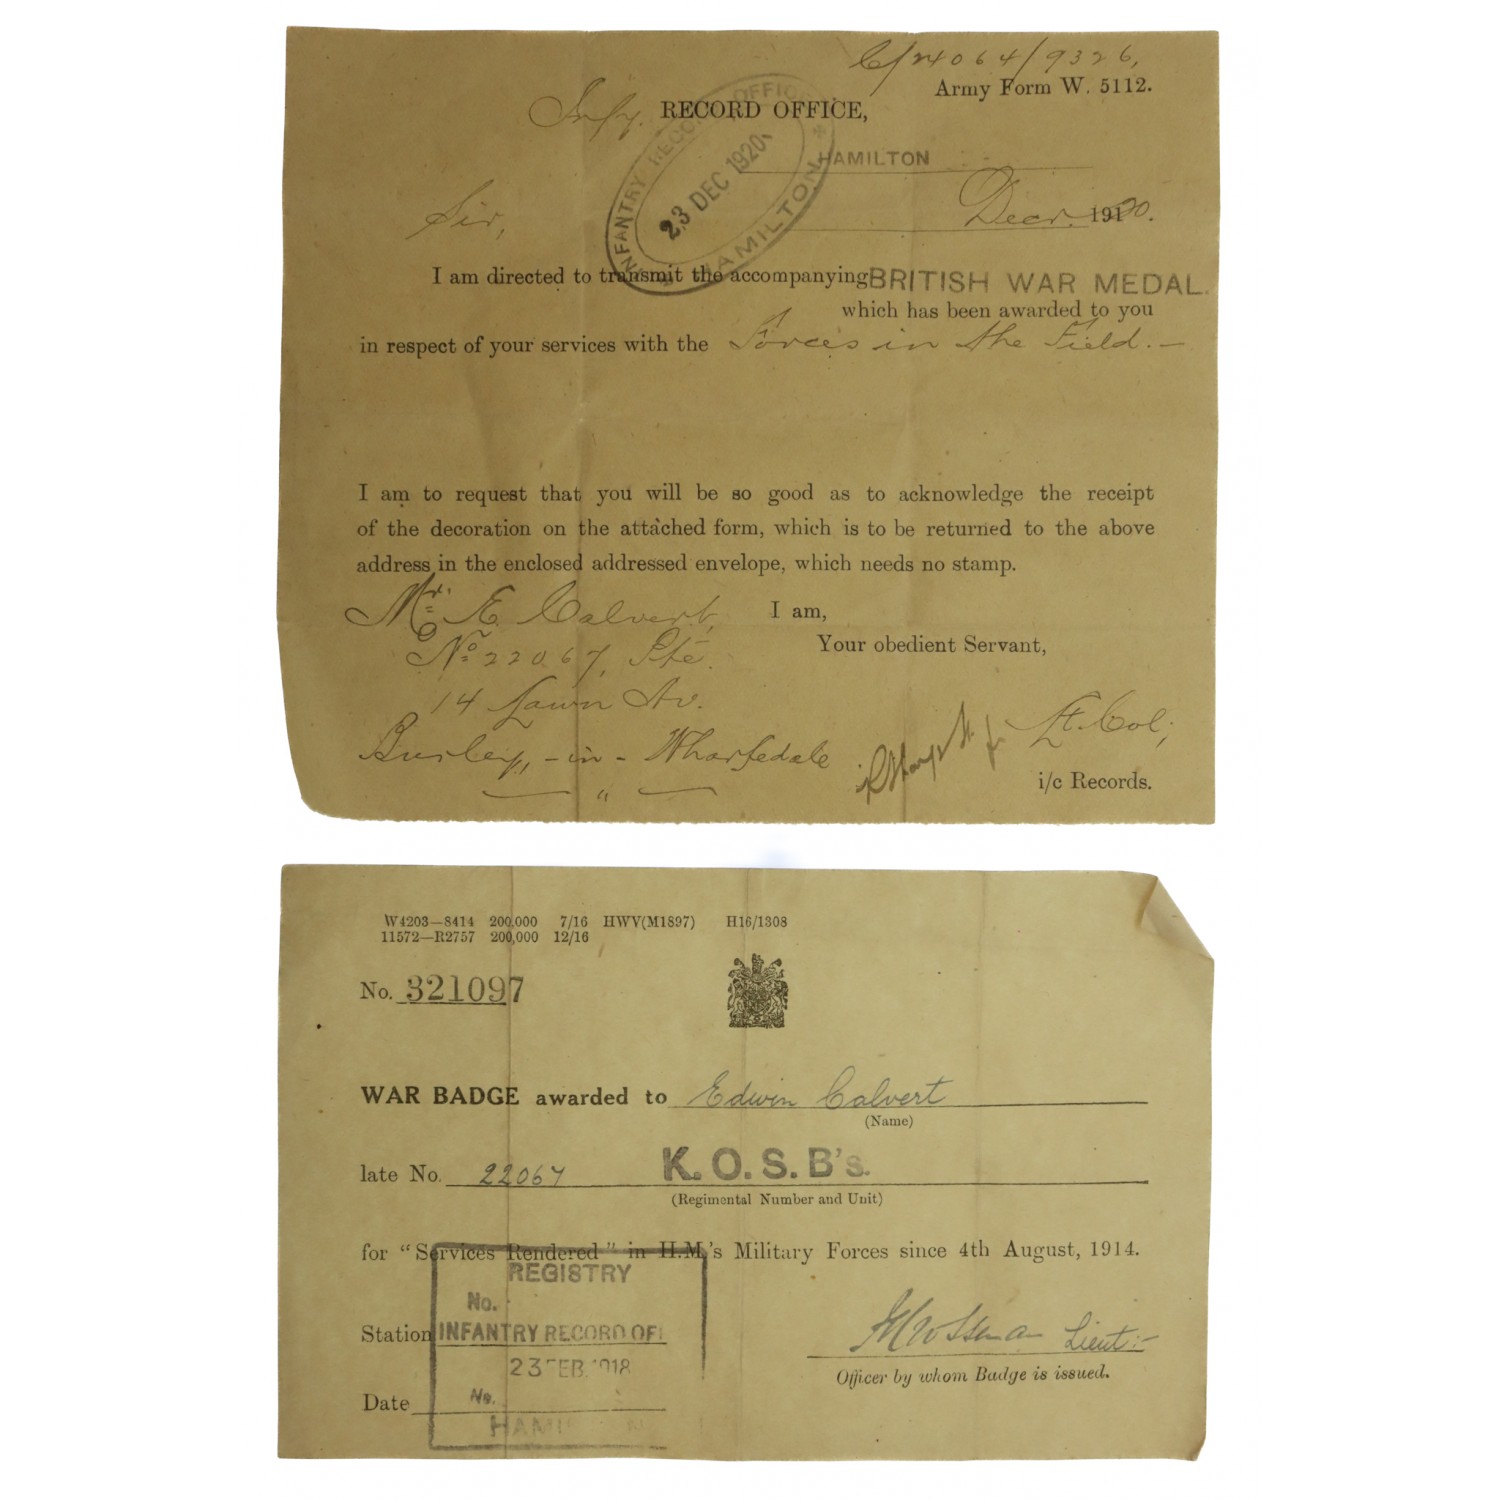 C/24064/9326,
Army Form W. 5112.
Infy. RECORD OFFICE,
HAMILTON
INFANTRY RECORD OFFICE
23 DEC 1920
HAMILTON
Decr. 1920.
Sir,
I am directed to transmit the accompanying BRITISH WAR MEDAL.
which has been awarded to you
in respect of your services with the Forces in the Field. —
I am to request that you will be so good as to acknowledge the receipt
of the decoration on the attached form, which is to be returned to the above
address in the enclosed addressed envelope, which needs no stamp.
Mr. E. Calvert,
I am,
No 22067, Pte.
Your obedient Servant,
14 Lawn Av.
Burley,-in-Wharfedale
Lt. Col,
i/c Records.
W4203—8414 200,000 7/16 HWV(M1897) H16/1308
11572—R2757 200,000 12/16
No. 321097
WAR BADGE awarded to Edwin Calvert
(Name)
late No. 22067 K.O.S.B's.
(Regimental Number and Unit)
for "Services Rendered" in H.M.'s Military Forces since 4th August, 1914.
REGISTRY
No.
Station INFANTRY RECORD OF
Lieut:-
23 FEB 1918
Officer by whom Badge is issued.
Date
No.
HAMILTON